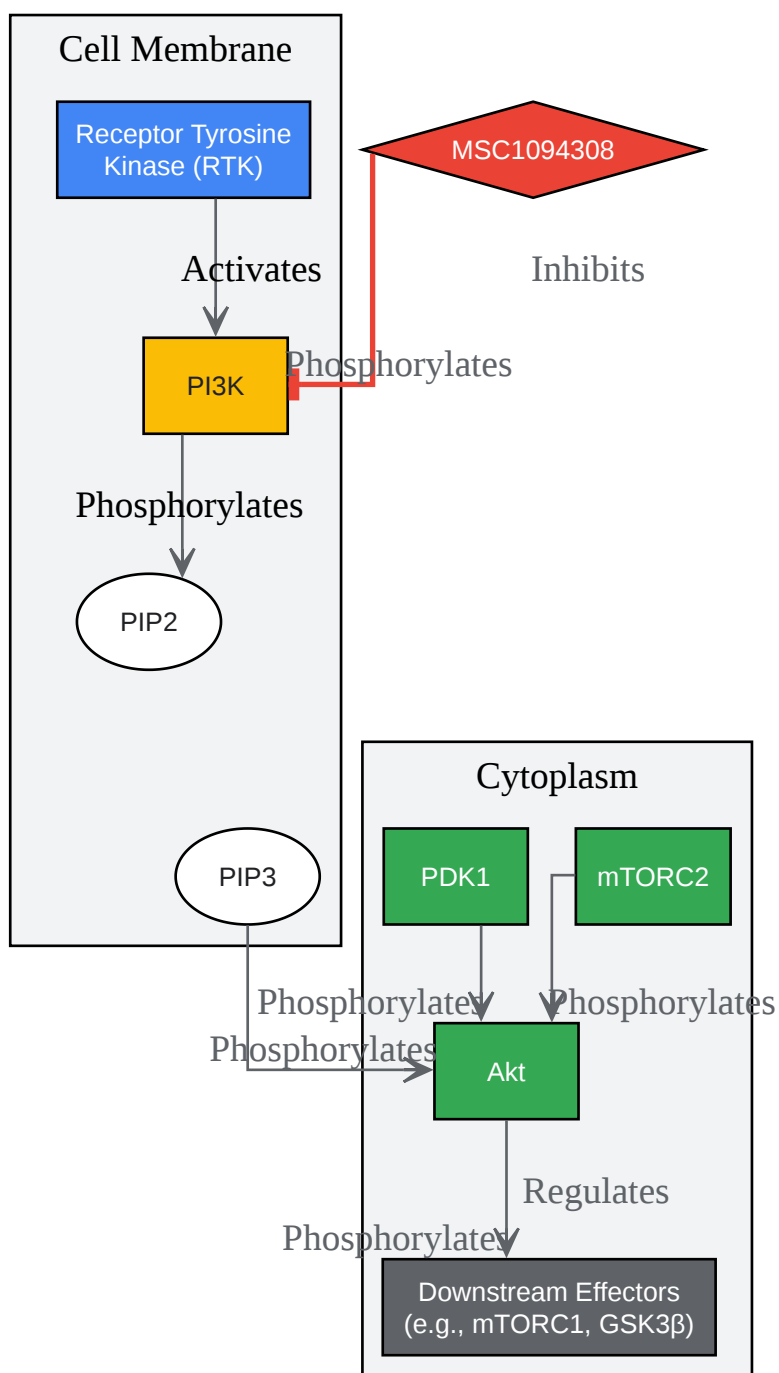 Cell Membrane
Receptor Tyrosine
Kinase (RTK)
MSC1094308
Activates
Inhibits
Phosphorylates
PI3K
Phosphorylates
PIP2
Cytoplasm
PIP3
PDK1
mTORC2
Phosphorylates
Phosphorylates
Phosphorylates
Akt
Regulates
Phosphorylates
Downstream Effectors
(e.g., mTORC1, GSK3β)